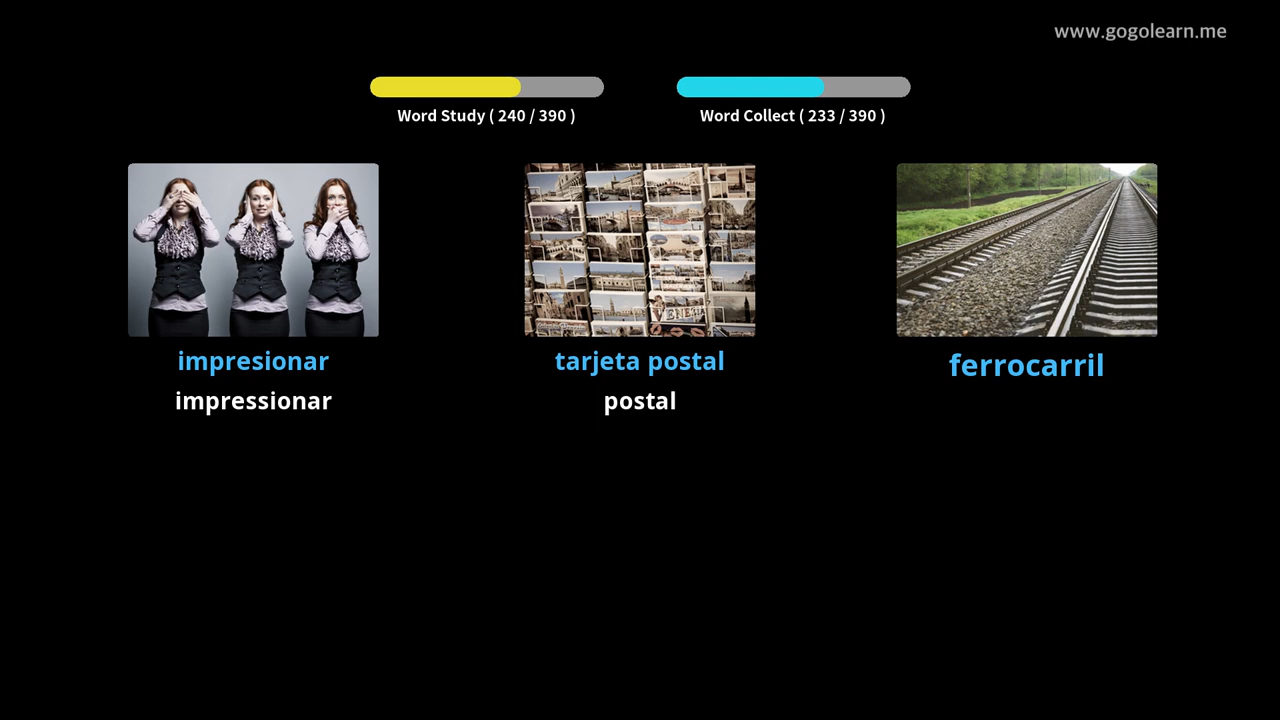 www.gogolearn.me
Word Study ( 240 / 390 )
Word Collect ( 233 / 390 )
impresionar
impressionar
tarjeta postal
postal
ferrocarril